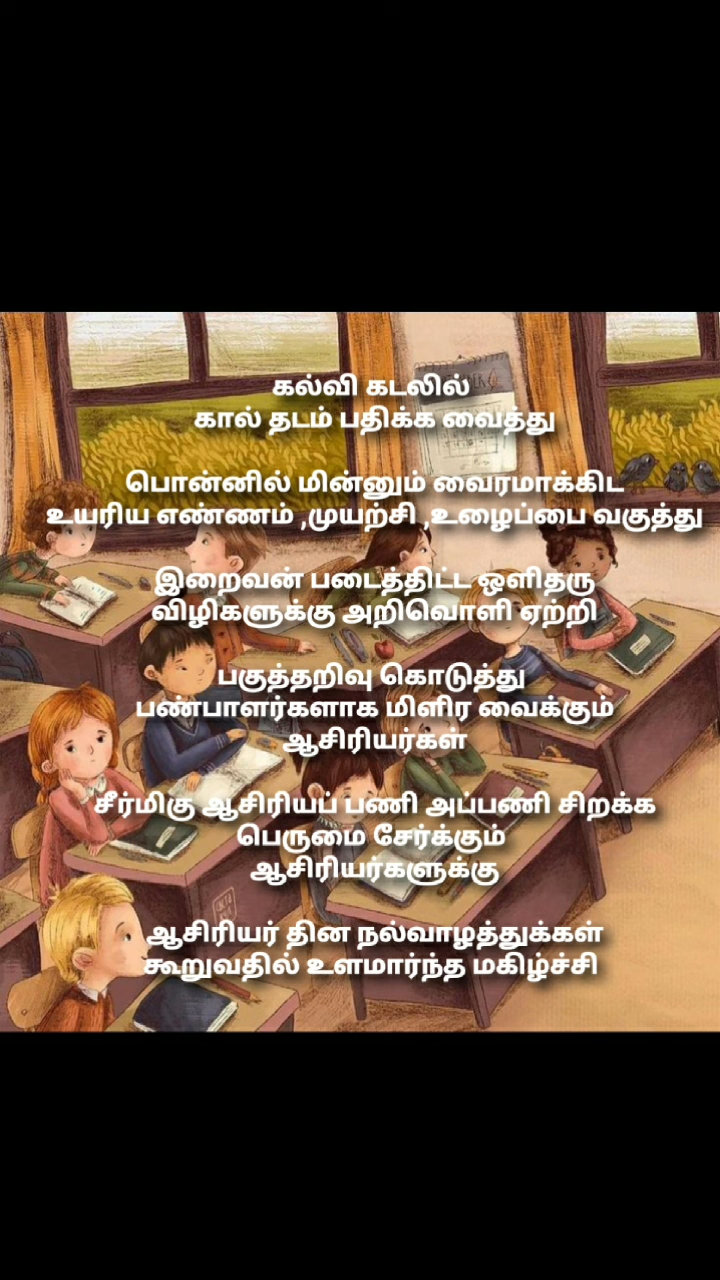 கல்வி கடலில்
கால் தடம் பதிக்க வைத்து
பொன்னில் மின்னும் வைரமாக்கிட
உயரிய எண்ணம் ,முயற்சி ,உழைப்பை வகுத்து
இறைவன் படைத்திட்ட ஒளிதரு
விழிகளுக்கு அறிவொளி ஏற்றி
பகுத்தறிவு கொடுத்து
பண்பாளர்களாக மிளிர வைக்கும்
ஆசிரியர்கள்
சீர்மிகு ஆசிரியப் பணி அப்பணி சிறக்க
பெருமை சேர்க்கும்
ஆசிரியர்களுக்கு
ஆசிரியர் தின நல்வாழத்துக்கள்
கூறுவதில் உளமார்ந்த மகிழ்ச்சி